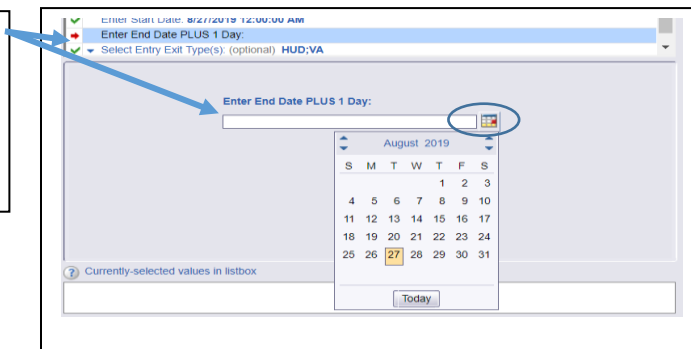 Enter Start Date: 8/27/2019 12:00:00 AM
Enter End Date PLUS 1 Day:
Select Entry Exit Type(s): (optional) HUD;VA
Enter End Date PLUS 1 Day:
August 2019
S M T W T F S
1 2 3
4 5 6 7 8 9 10
11 12 13 14 15 16 17
18 19 20 21 22 23 24
25 26 27 28 29 30 31
Today
Currently-selected values in listbox